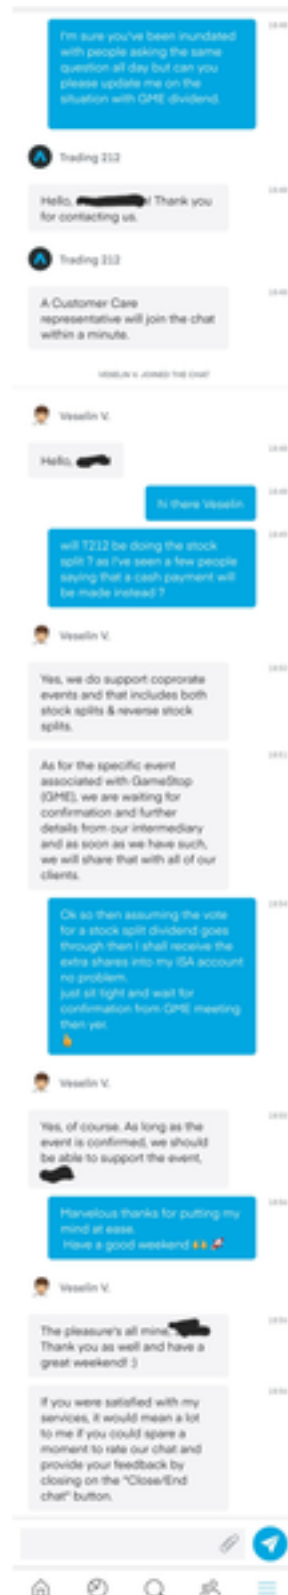 I'm sure you've been inundated
with people asking the same
question all day but can you
please update me on the
situation with GME dividend.
Trading 212
Hello, ! Thank you
for contacting us.
Trading 212
A Customer Care
representative will join the chat
within a minute.
VESELIN V. JOINED THE CHAT
Veselin V.
Hello,
hi there Veselin
will T212 be doing the stock
split ? as I've seen a few people
saying that a cash payment will
be made instead ?
Veselin V.
Yes, we do support coprorate
events and that includes both
stock splits & reverse stock
splits.
As for the specific event
associated with GameStop
(GME), we are waiting for
confirmation and further
details from our intermediary
and as soon as we have such,
we will share that with all of our
clients.
Ok so then assuming the vote
for a stock split dividend goes
through then I shall receive the
extra shares into my ISA account
no problem.
just sit tight and wait for
confirmation from GME meeting
then yer.
Veselin V.
Yes, of course. As long as the
event is confirmed, we should
be able to support the event,
Marvelous thanks for putting my
mind at ease.
Have a good weekend
Veselin V.
The pleasure's all mine,
Thank you as well and have a
great weekend! :)
If you were satisfied with my
services, it would mean a lot
to me if you could spare a
moment to rate our chat and
provide your feedback by
closing on the "Close/End
chat" button.